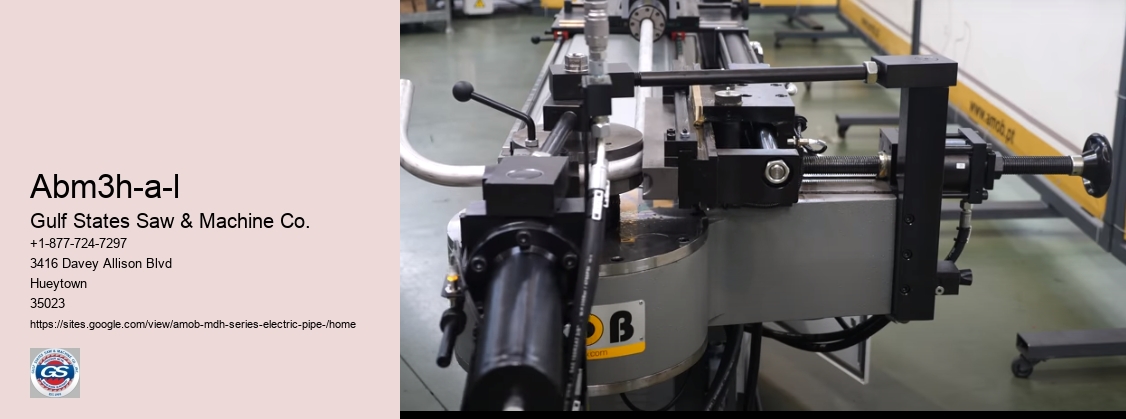 Abm3h-a-l
Gulf States Saw & Machine Co.
+1-877-724-7297
3416 Davey Allison Blvd
Hueytown
35023
https://sites.google.com/view/amob-mdh-series-electric-pipe-/home
GS
www.amob.pt
OB
.com